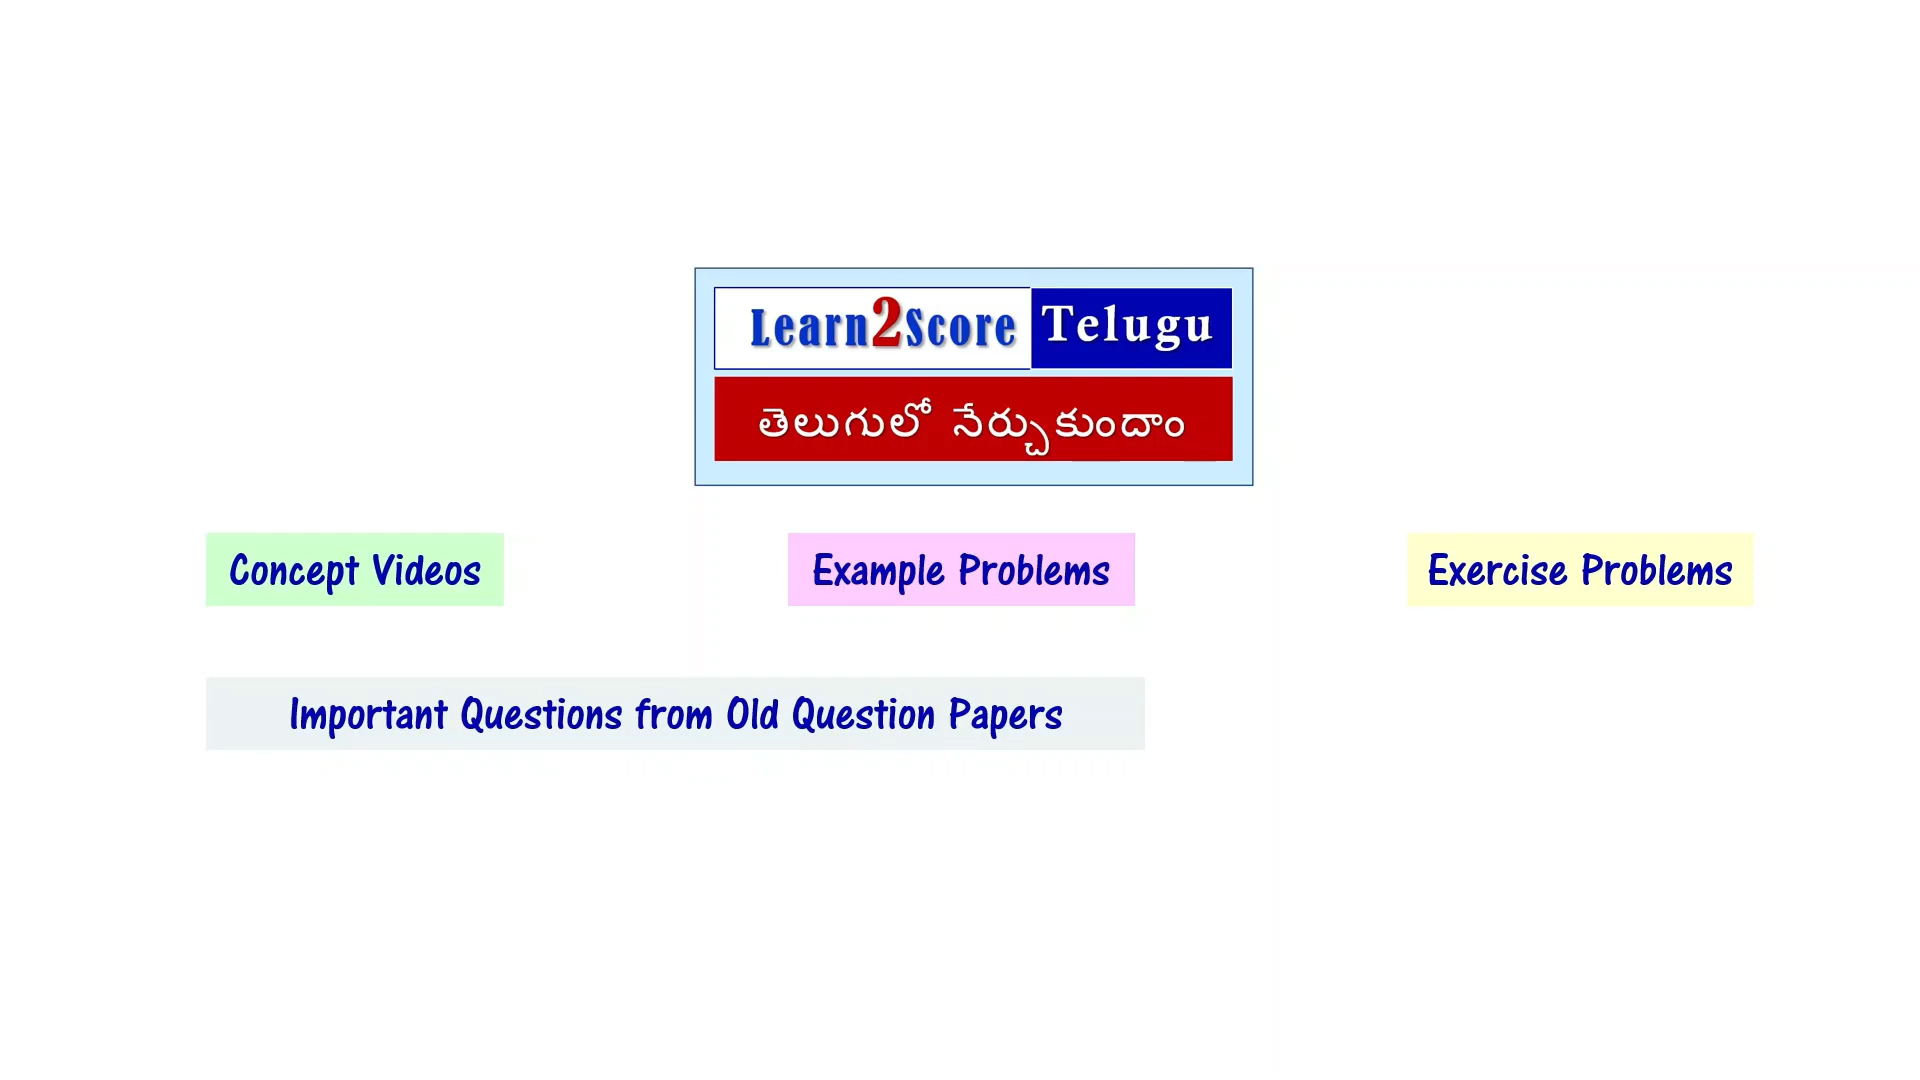 Learn2Score Telugu
తెలుగులో నేర్చుకుందాం
Concept Videos
Example Problems
Exercise Problems
Important Questions from Old Question Papers